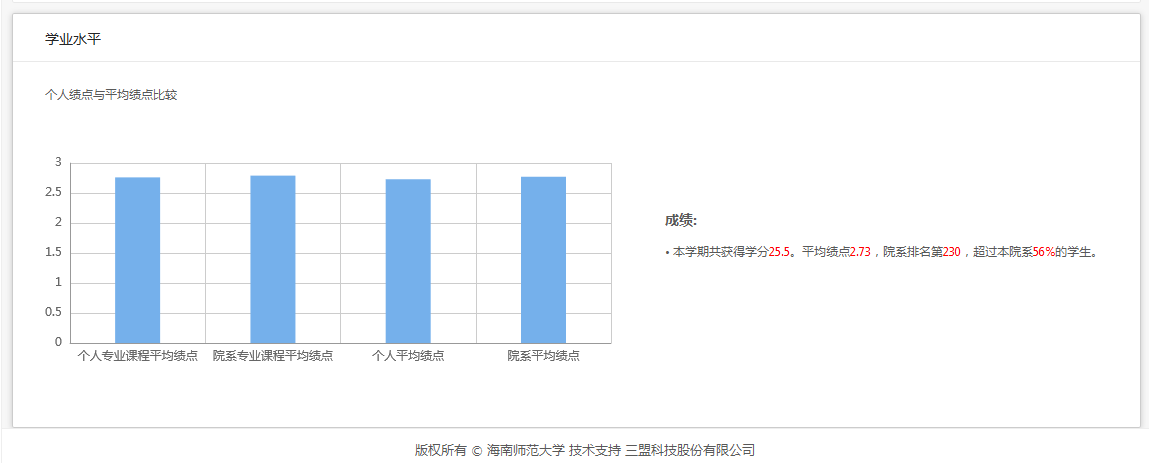 学业水平
个人绩点与平均绩点比较
3
2.5
2
1.5
1
0.5
0
个人专业课程平均绩点
院系专业课程平均绩点
个人平均绩点
院系平均绩点
成绩:
• 本学期共获得学分25.5。平均绩点2.73，院系排名第230，超过本院系56%的学生。
版权所有 © 海南师范大学 技术支持 三盟科技股份有限公司